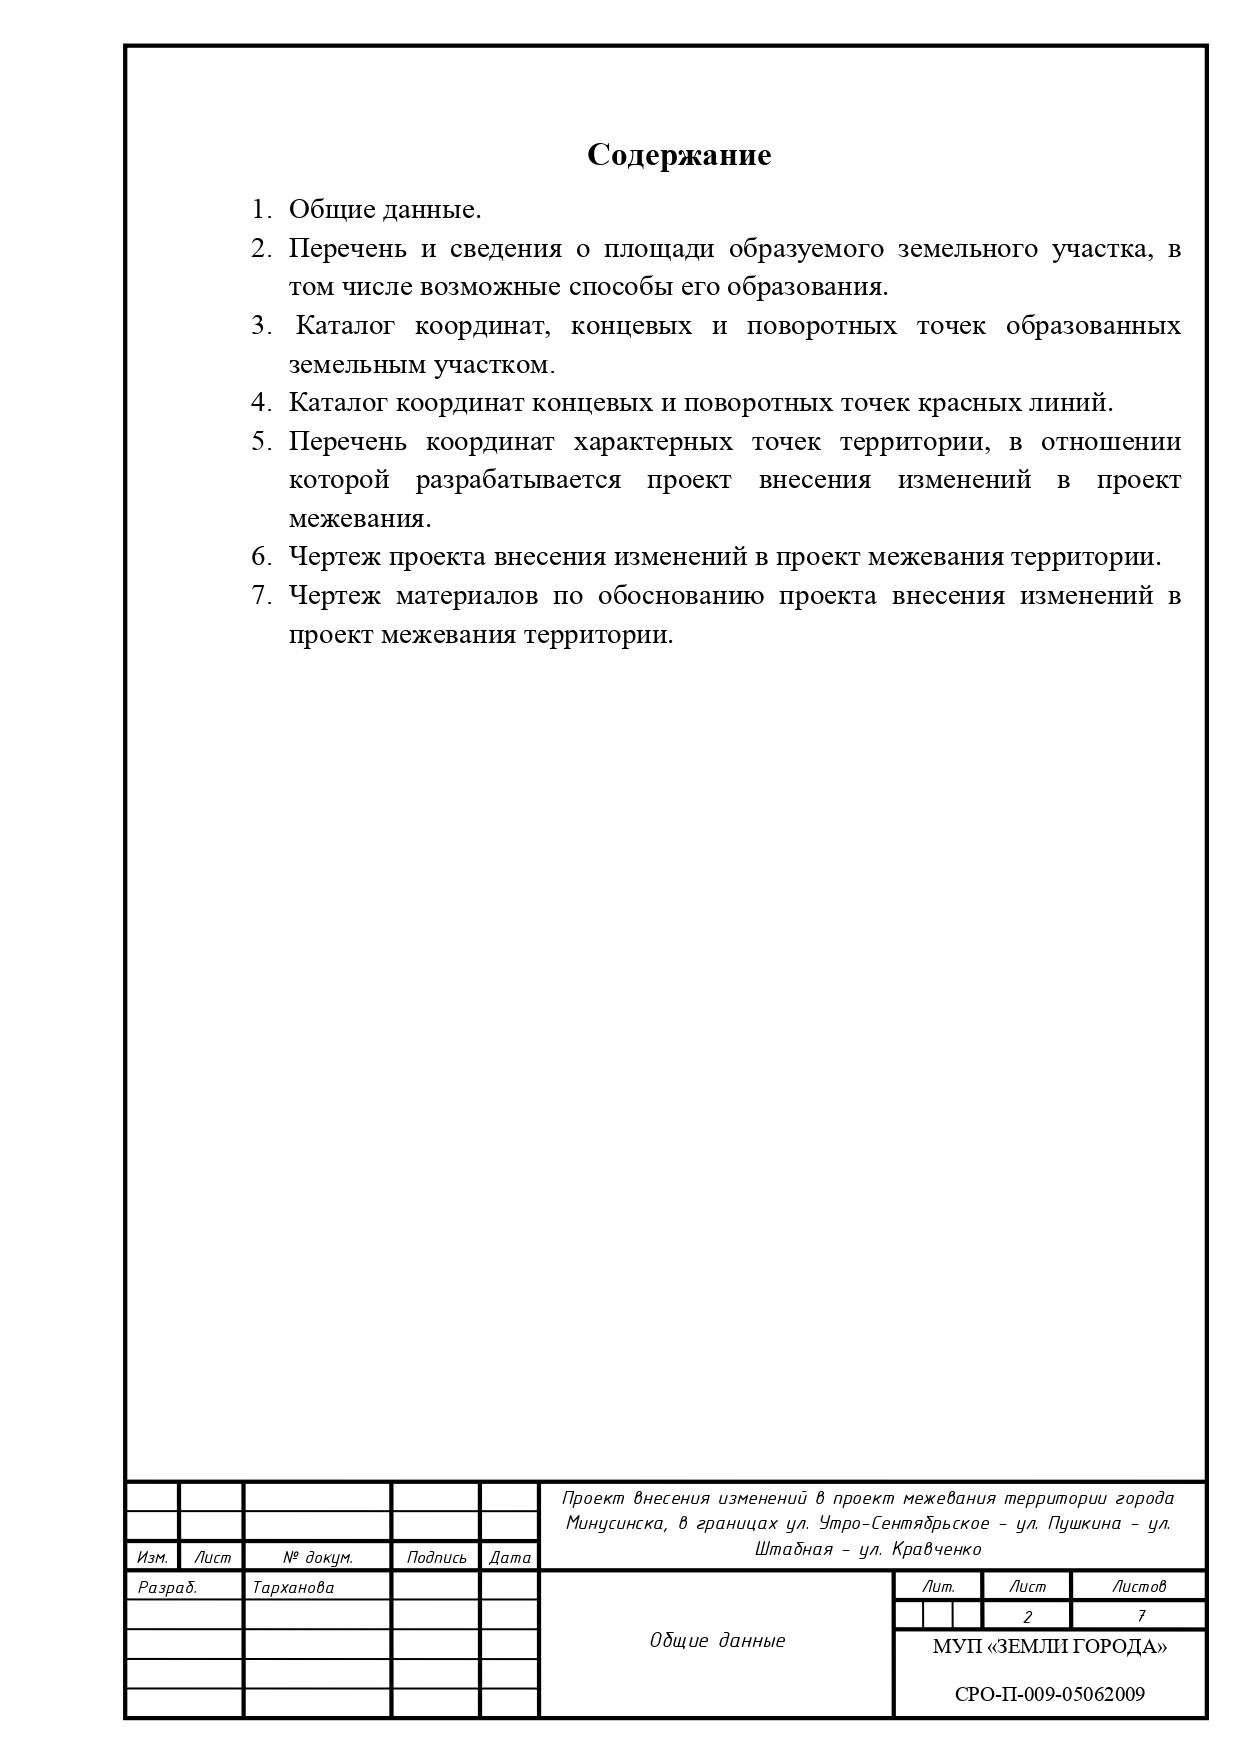 Содержание
1. Общие данные.
2. Перечень и сведения о площади образуемого земельного участка, в
том числе возможные способы его образования.
3. Каталог координат, концевых и поворотных точек образованных
земельным участком.
4. Каталог координат концевых и поворотных точек красных линий.
5. Перечень координат характерных точек территории, в отношении
которой разрабатывается проект внесения изменений в проект
межевания.
6. Чертеж проекта внесения изменений в проект межевания территории.
7. Чертеж материалов по обоснованию проекта внесения изменений в
проект межевания территории.
Проект внесения изменений в проект межевания территории города
Минусинска, в границах ул. Утро-Сентябрьское - ул. Пушкина - ул.
Штабная - ул. Кравченко
Изм. Лист № докум. Подпись Дата
Разраб. Тарханова
Общие данные
Лит. Лист Листов
2 7
МУП «ЗЕМЛИ ГОРОДА»
СРО-П-009-05062009